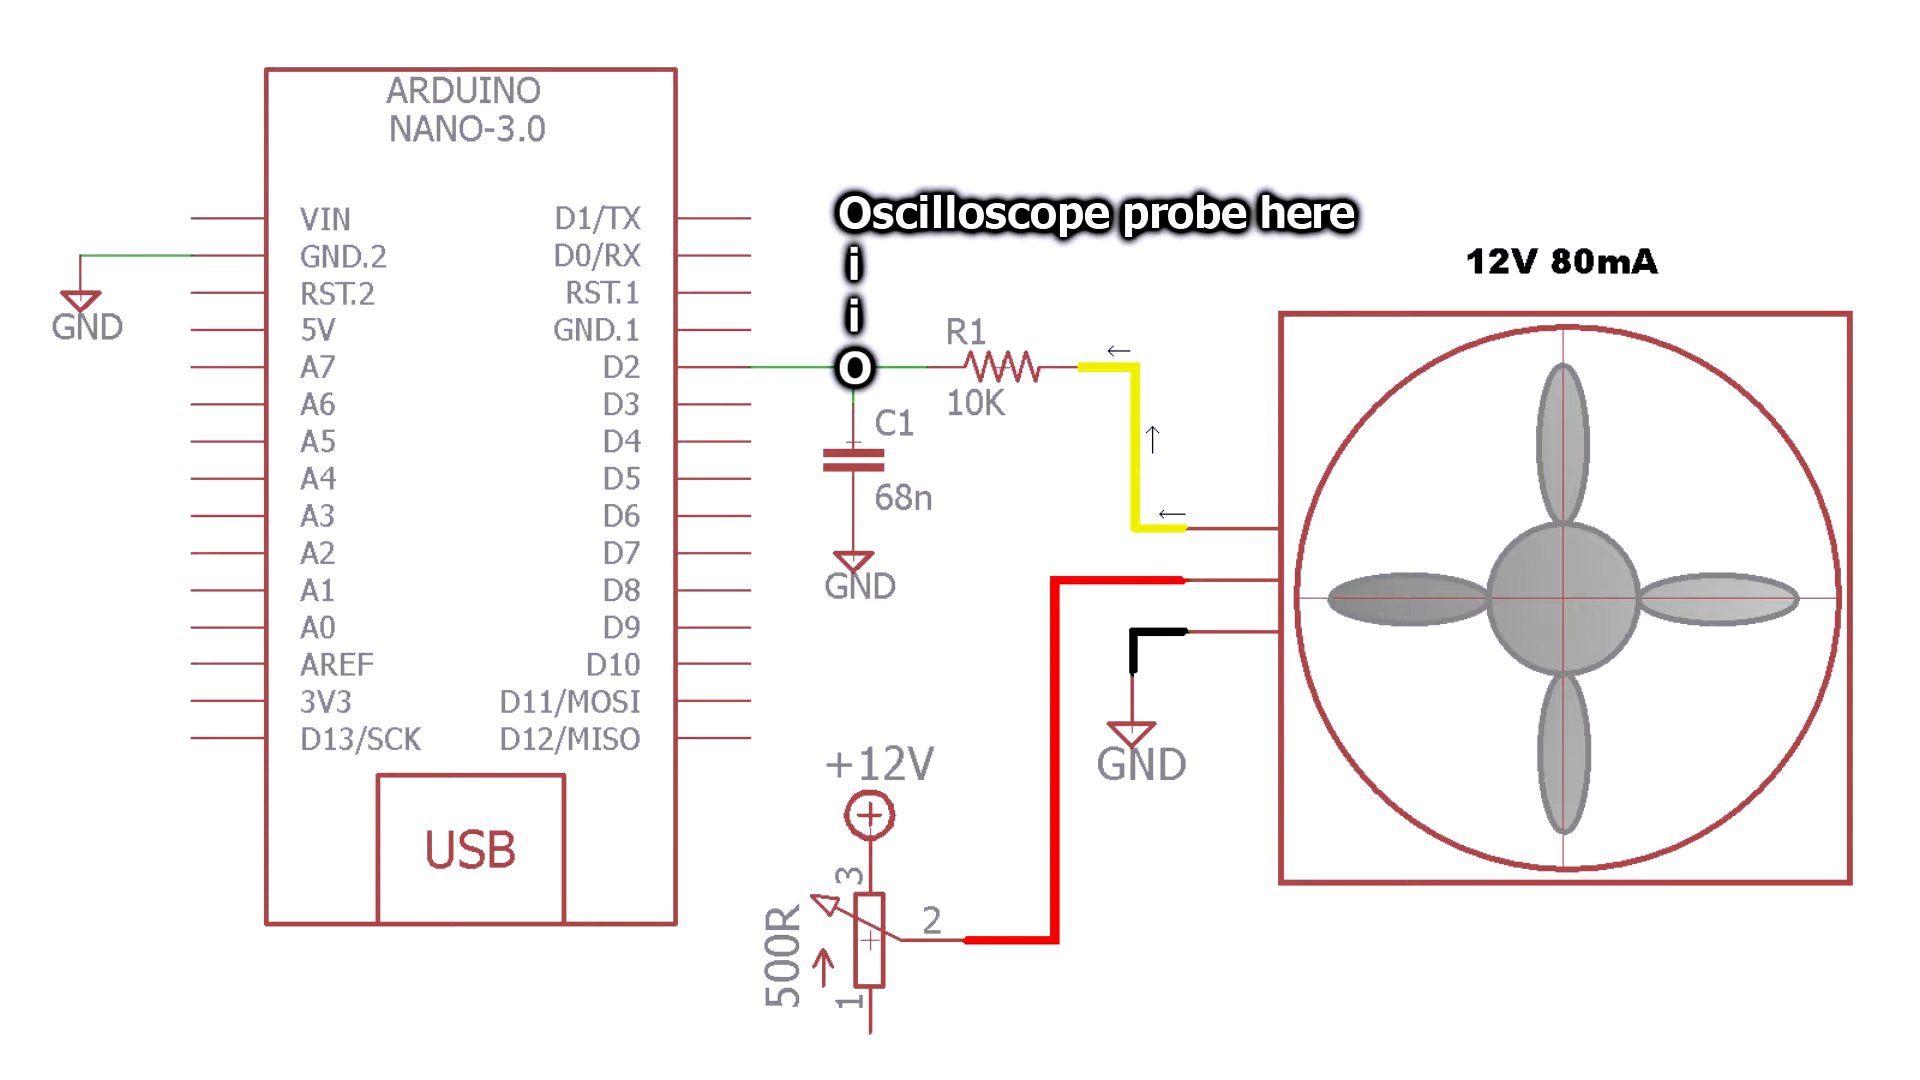 ARDUINO
NANO-3.0
VIN
GND.2
RST.2
5V
A7
A6
A5
A4
A3
A2
A1
A0
AREF
3V3
D13/SCK
D1/TX
D0/RX
RST.1
GND.1
D2
D3
D4
D5
D6
D7
D8
D9
D10
D11/MOSI
D12/MISO
USB
GND
Oscilloscope probe here
i
i
O
R1
10K
C1
68n
GND
12V 80mA
GND
+12V
3
2
1
500R